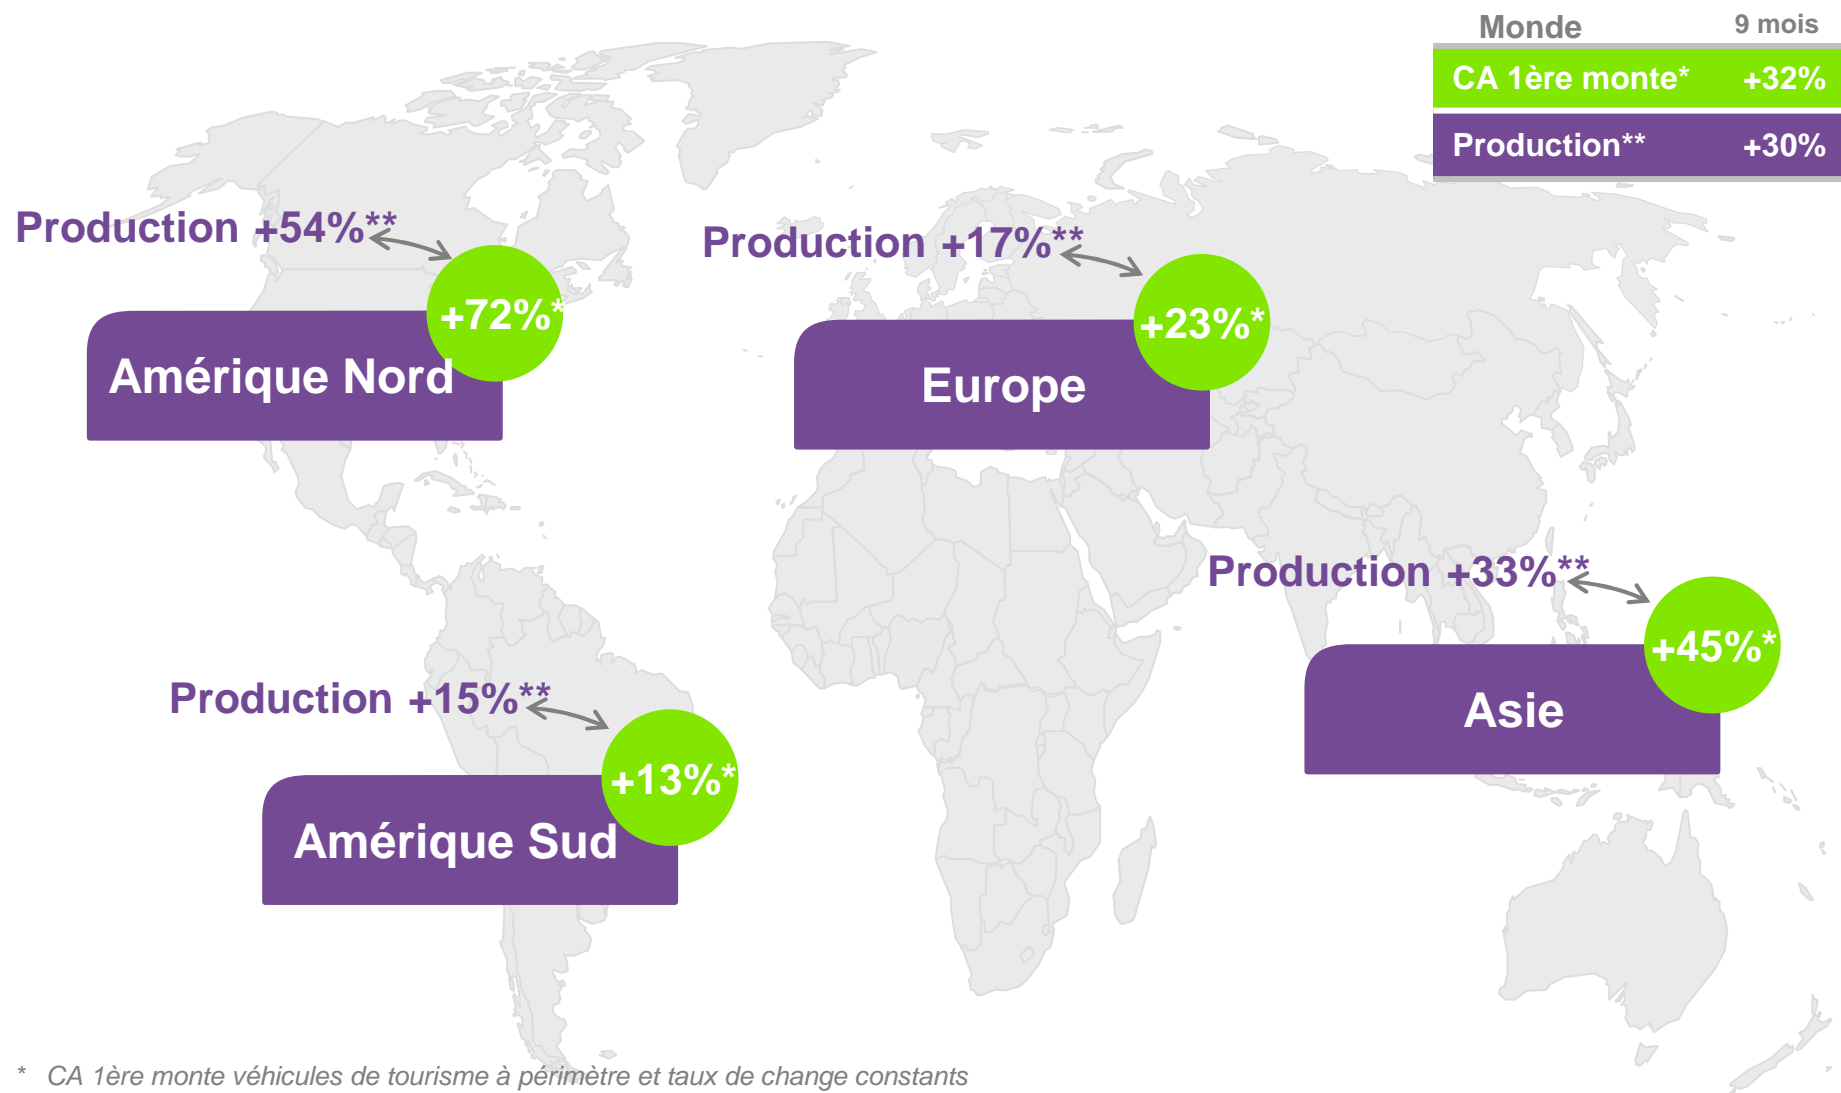 Monde 9 mois
CA 1ère monte* +32%
Production** +30%
Production +54%**
+72%*
Amérique Nord
Production +17%**
+23%*
Europe
Production +33%**
+45%*
Asie
Production +15%**
+13%*
Amérique Sud
* CA 1ère monte véhicules de tourisme à périmètre et taux de change constants